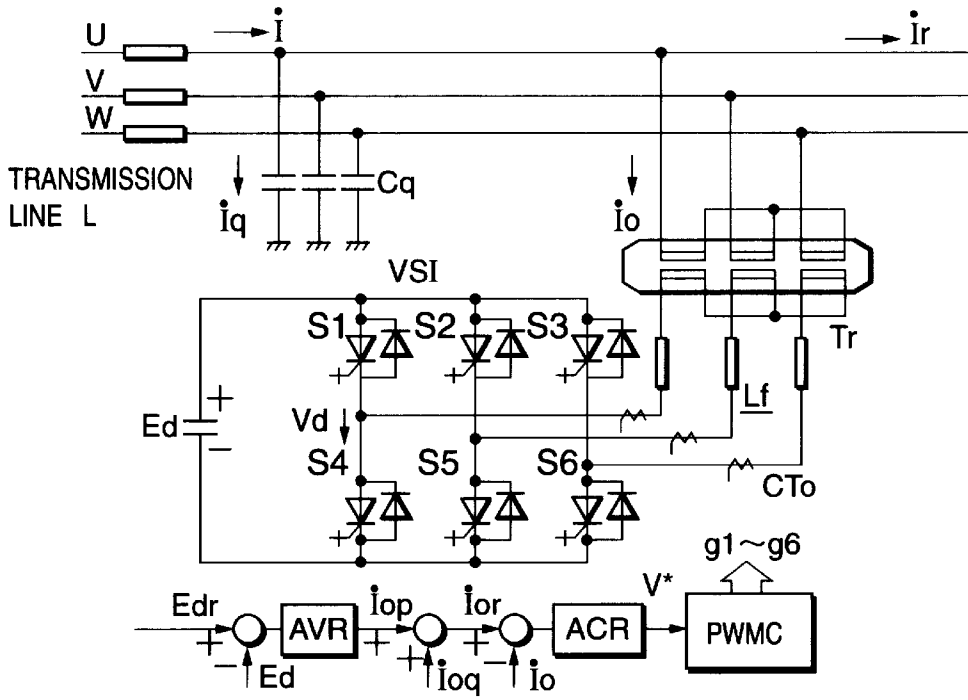 U
İ
İr
V
W
TRANSMISSION
LINE L
İq
Cq
İo
VSI
S1
S2
S3
Tr
+
Ed
−
Vd
Lf
S4
S5
S6
CTo
g1～g6
V*
Edr
AVR
İop
İor
ACR
PWMC
+
−
Ed
+
+
İoq
+
−
İo